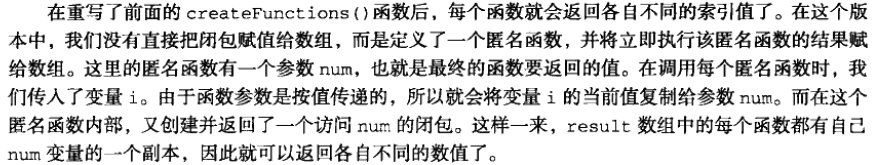 在重写了前面的 createFunctions()函数后，每个函数就会返回各自不同的索引值了。在这个版
本中，我们没有直接把闭包赋值给数组，而是定义了一个匿名函数，并将立即执行该匿名函数的结果赋
给数组。这里的匿名函数有一个参数 num，也就是最终的函数要返回的值。在调用每个匿名函数时，我
们传入了变量 i。由于函数参数是按值传递的，所以就会将变量 i 的当前值复制给参数 num。而在这个
匿名函数内部，又创建并返回了一个访问 num 的闭包。这样一来，result 数组中的每个函数都有自己
num 变量的一个副本，因此就可以返回各自不同的数值了。